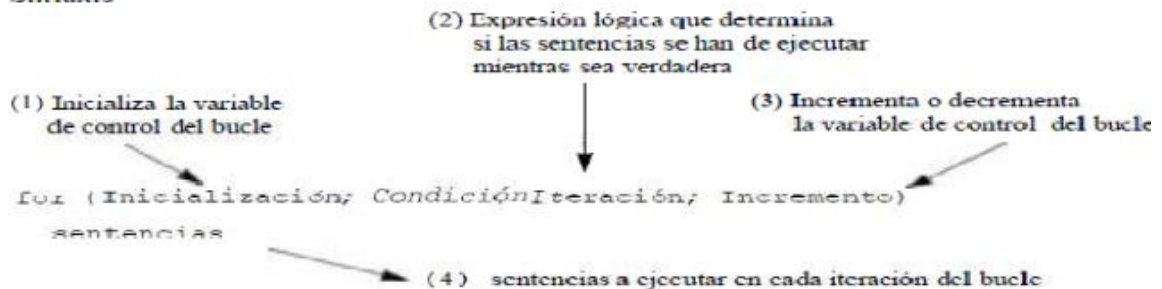 (2) Expresión lógica que determina
si las sentencias se han de ejecutar
mientras sea verdadera
(1) Inicializa la variable
de control del bucle
(3) Incrementa o decrementa
la variable de control del bucle
for (Inicialización; CondiciónIteración; Incremento)
sentencias
(4) sentencias a ejecutar en cada iteración del bucle